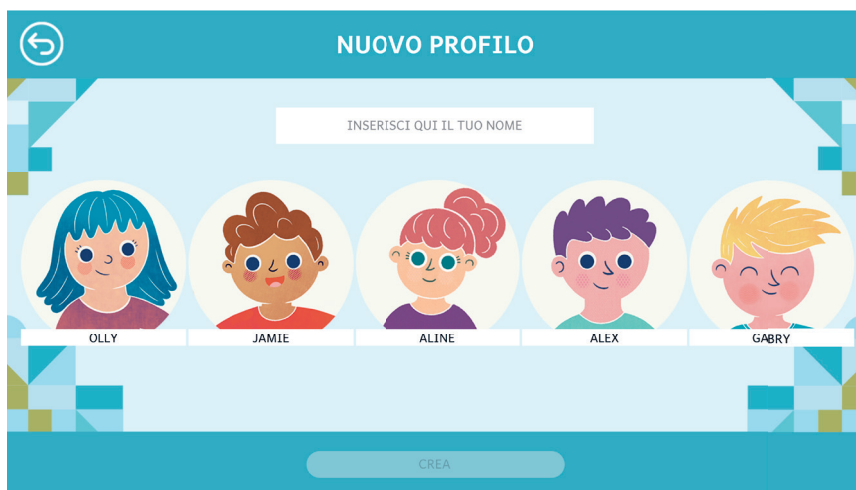 NUOVO PROFILO
INSERISCI QUI IL TUO NOME
OLLY
JAMIE
ALINE
ALEX
GABRY
CREA